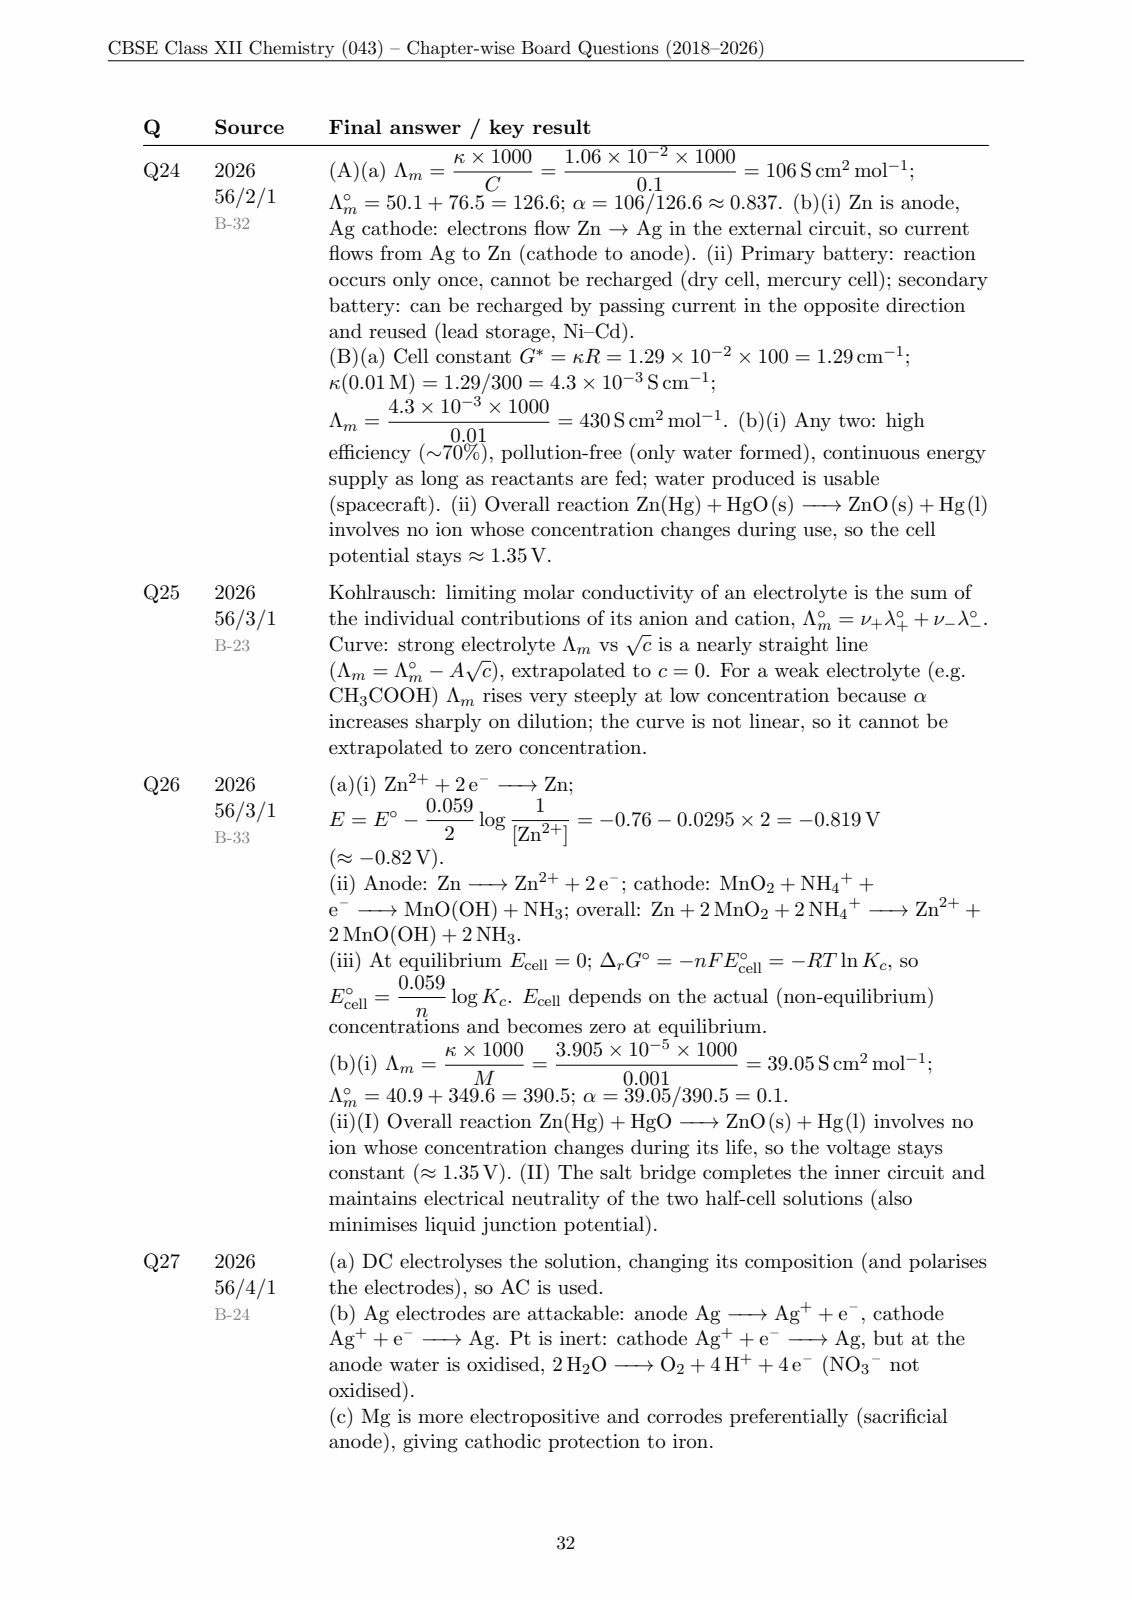 CBSE Class XII Chemistry (043) – Chapter-wise Board Questions (2018–2026)
Q Source Final answer / key result
Q24 2026 (A)(a) Λₘ = (κ × 1000)/C = (1.06 × 10⁻² × 1000)/0.1 = 106 S cm² mol⁻¹;
56/2/1 Λ°ₘ = 50.1 + 76.5 = 126.6; α = 106/126.6 ≈ 0.837. (b)(i) Zn is anode,
B-32 Ag cathode: electrons flow Zn → Ag in the external circuit, so current
flows from Ag to Zn (cathode to anode). (ii) Primary battery: reaction
occurs only once, cannot be recharged (dry cell, mercury cell); secondary
battery: can be recharged by passing current in the opposite direction
and reused (lead storage, Ni–Cd).
(B)(a) Cell constant G* = κR = 1.29 × 10⁻² × 100 = 1.29 cm⁻¹;
κ(0.01 M) = 1.29/300 = 4.3 × 10⁻³ S cm⁻¹;
Λₘ = (4.3 × 10⁻³ × 1000)/0.01 = 430 S cm² mol⁻¹. (b)(i) Any two: high
efficiency (∼70%), pollution-free (only water formed), continuous energy
supply as long as reactants are fed; water produced is usable
(spacecraft). (ii) Overall reaction Zn(Hg) + HgO(s) ⟶ ZnO(s) + Hg(l)
involves no ion whose concentration changes during use, so the cell
potential stays ≈ 1.35 V.
Q25 2026 Kohlrausch: limiting molar conductivity of an electrolyte is the sum of
56/3/1 the individual contributions of its anion and cation, Λ°ₘ = ν₊λ°₊ + ν₋λ°₋.
B-23 Curve: strong electrolyte Λₘ vs √c is a nearly straight line
(Λₘ = Λ°ₘ − A√c), extrapolated to c = 0. For a weak electrolyte (e.g.
CH₃COOH) Λₘ rises very steeply at low concentration because α
increases sharply on dilution; the curve is not linear, so it cannot be
extrapolated to zero concentration.
Q26 2026 (a)(i) Zn²⁺ + 2 e⁻ ⟶ Zn;
56/3/1 E = E° − (0.059/2) log (1/[Zn²⁺]) = −0.76 − 0.0295 × 2 = −0.819 V
B-33 (≈ −0.82 V).
(ii) Anode: Zn ⟶ Zn²⁺ + 2 e⁻; cathode: MnO₂ + NH₄⁺ +
e⁻ ⟶ MnO(OH) + NH₃; overall: Zn + 2 MnO₂ + 2 NH₄⁺ ⟶ Zn²⁺ +
2 MnO(OH) + 2 NH₃.
(iii) At equilibrium E_cell = 0; ΔᵣG° = −nFE°_cell = −RT ln K_c, so
E°_cell = (0.059/n) log K_c. E_cell depends on the actual (non-equilibrium)
concentrations and becomes zero at equilibrium.
(b)(i) Λₘ = (κ × 1000)/M = (3.905 × 10⁻⁵ × 1000)/0.001 = 39.05 S cm² mol⁻¹;
Λ°ₘ = 40.9 + 349.6 = 390.5; α = 39.05/390.5 = 0.1.
(ii)(I) Overall reaction Zn(Hg) + HgO ⟶ ZnO(s) + Hg(l) involves no
ion whose concentration changes during its life, so the voltage stays
constant (≈ 1.35 V). (II) The salt bridge completes the inner circuit and
maintains electrical neutrality of the two half-cell solutions (also
minimises liquid junction potential).
Q27 2026 (a) DC electrolyses the solution, changing its composition (and polarises
56/4/1 the electrodes), so AC is used.
B-24 (b) Ag electrodes are attackable: anode Ag ⟶ Ag⁺ + e⁻, cathode
Ag⁺ + e⁻ ⟶ Ag. Pt is inert: cathode Ag⁺ + e⁻ ⟶ Ag, but at the
anode water is oxidised, 2 H₂O ⟶ O₂ + 4 H⁺ + 4 e⁻ (NO₃⁻ not
oxidised).
(c) Mg is more electropositive and corrodes preferentially (sacrificial
anode), giving cathodic protection to iron.
32